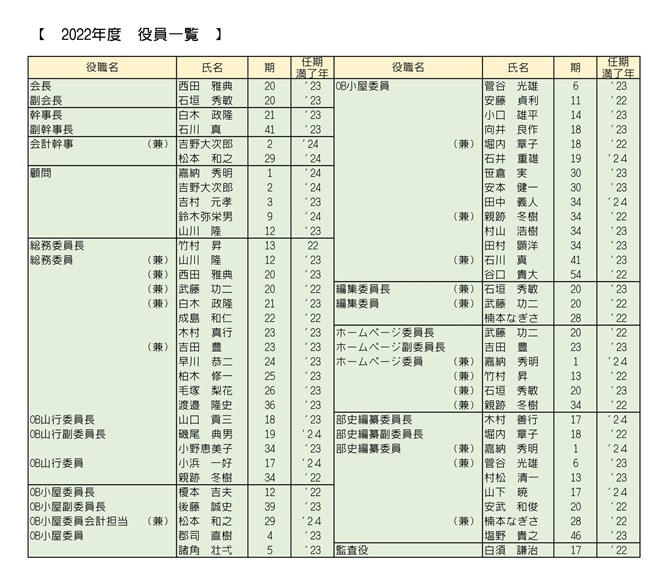 【　2022年度　役員一覧　】
役職名 氏名 期 任期満了年
会長 西田　雅典 20 '23
副会長 石垣　秀敏 20 '23
幹事長 白木　政隆 21 '23
副幹事長 石川　真 41 '23
会計幹事 （兼） 吉野大次郎 2 '24
松本　和之 29 '24
顧問 嘉納　秀明 1 '24
吉野大次郎 2 '24
吉村　元孝 3 '24
鈴木弥栄男 9 '24
山川　隆 12 '23
総務委員長 竹村　昇 13 22
総務委員 （兼） 山川　隆 12 '23
（兼） 西田　雅典 20 '23
（兼） 武藤　功二 20 '22
（兼） 白木　政隆 21 '23
成島　和仁 22 '22
木村　真行 23 '23
（兼） 吉田　豊 23 '23
早川　恭二 24 '23
柏木　修一 25 '23
毛塚　梨花 26 '23
渡邉　隆史 36 '23
OB山行委員長 山口　貢三 18 '23
OB山行副委員長 磯尾　典男 19 '24
小野恵美子 34 '23
OB山行委員 小浜　一好 17 '24
親跡　冬樹 34 '22
OB小屋委員長 榎本　吉夫 12 '22
OB小屋副委員長 後藤　誠史 39 '23
OB小屋委員会計担当 （兼） 松本　和之 29 '24
OB小屋委員 郡司　直樹 4 '23
諸角　壮弌 5 '23
役職名 氏名 期 任期満了年
OB小屋委員 菅谷　光雄 6 '23
安藤　貞利 11 '22
小口　雄平 14 '23
向井　良作 18 '23
（兼） 堀内　章子 18 '22
石井　重雄 19 '24
笹倉　実 30 '23
安本　健一 30 '23
田中　義人 34 '24
（兼） 親跡　冬樹 34 '22
村山　浩樹 34 '23
田村　顕洋 34 '23
（兼） 石川　真 41 '23
谷口　貴大 54 '22
編集委員長 （兼） 石垣　秀敏 20 '23
編集委員 （兼） 武藤　功二 20 '22
楠本なぎさ 28 '22
ホームページ委員長 武藤　功二 20 '22
ホームページ副委員長 吉田　豊 23 '23
ホームページ委員 （兼） 嘉納　秀明 1 '24
（兼） 竹村　昇 13 '22
（兼） 石垣　秀敏 20 '23
（兼） 親跡　冬樹 34 '22
部史編纂委員長 木村　善行 17 '24
部史編纂副委員長 堀内　章子 18 '22
部史編纂委員 （兼） 嘉納　秀明 1 '24
（兼） 菅谷　光雄 6 '23
村松　清一 13 '23
山下　暁 17 '24
安武　和俊 20 '22
（兼） 楠本なぎさ 28 '22
塩野　貴之 46 '23
監査役 白須　謙治 17 '22